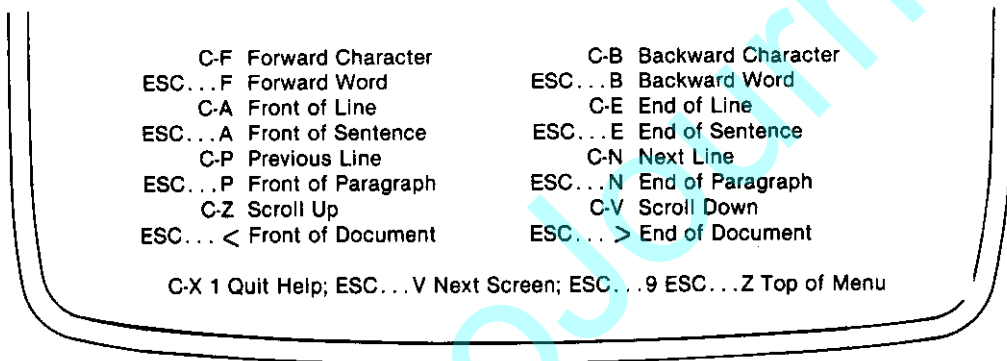 C-F Forward Character C-B Backward Character
ESC...F Forward Word ESC...B Backward Word
C-A Front of Line C-E End of Line
ESC...A Front of Sentence ESC...E End of Sentence
C-P Previous Line C-N Next Line
ESC...P Front of Paragraph ESC...N End of Paragraph
C-Z Scroll Up C-V Scroll Down
ESC...< Front of Document ESC...> End of Document
C-X 1 Quit Help; ESC...V Next Screen; ESC...9 ESC...Z Top of Menu